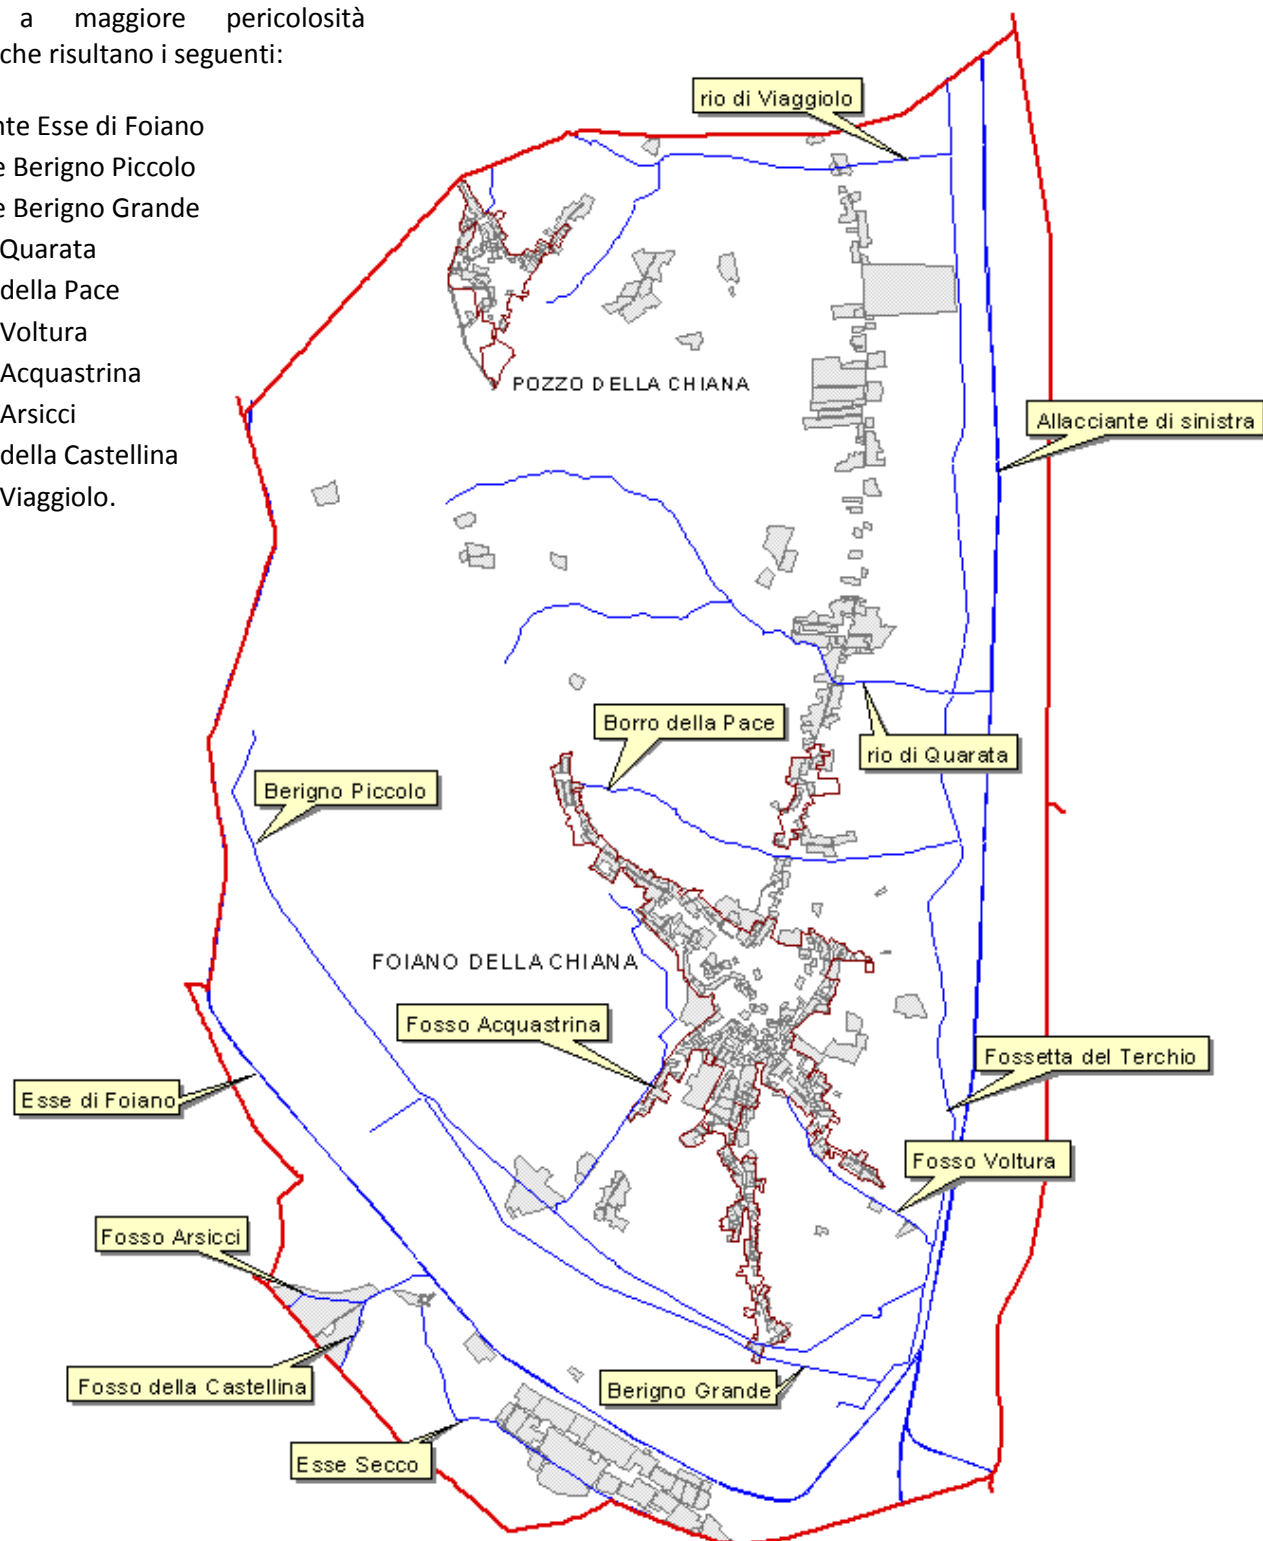 a maggiore pericolosità
che risultano i seguenti:
nte Esse di Foiano
e Berigno Piccolo
e Berigno Grande
Quarata
della Pace
Voltura
Acquastrina
Arsicci
della Castellina
Viaggiolo.
rio di Viaggiolo
POZZO DELLA CHIANA
Allacciante di sinistra
Borro della Pace
rio di Quarata
Berigno Piccolo
FOIANO DELLA CHIANA
Fosso Acquastrina
Fossetta del Terchio
Esse di Foiano
Fosso Voltura
Fosso Arsicci
Fosso della Castellina
Berigno Grande
Esse Secco